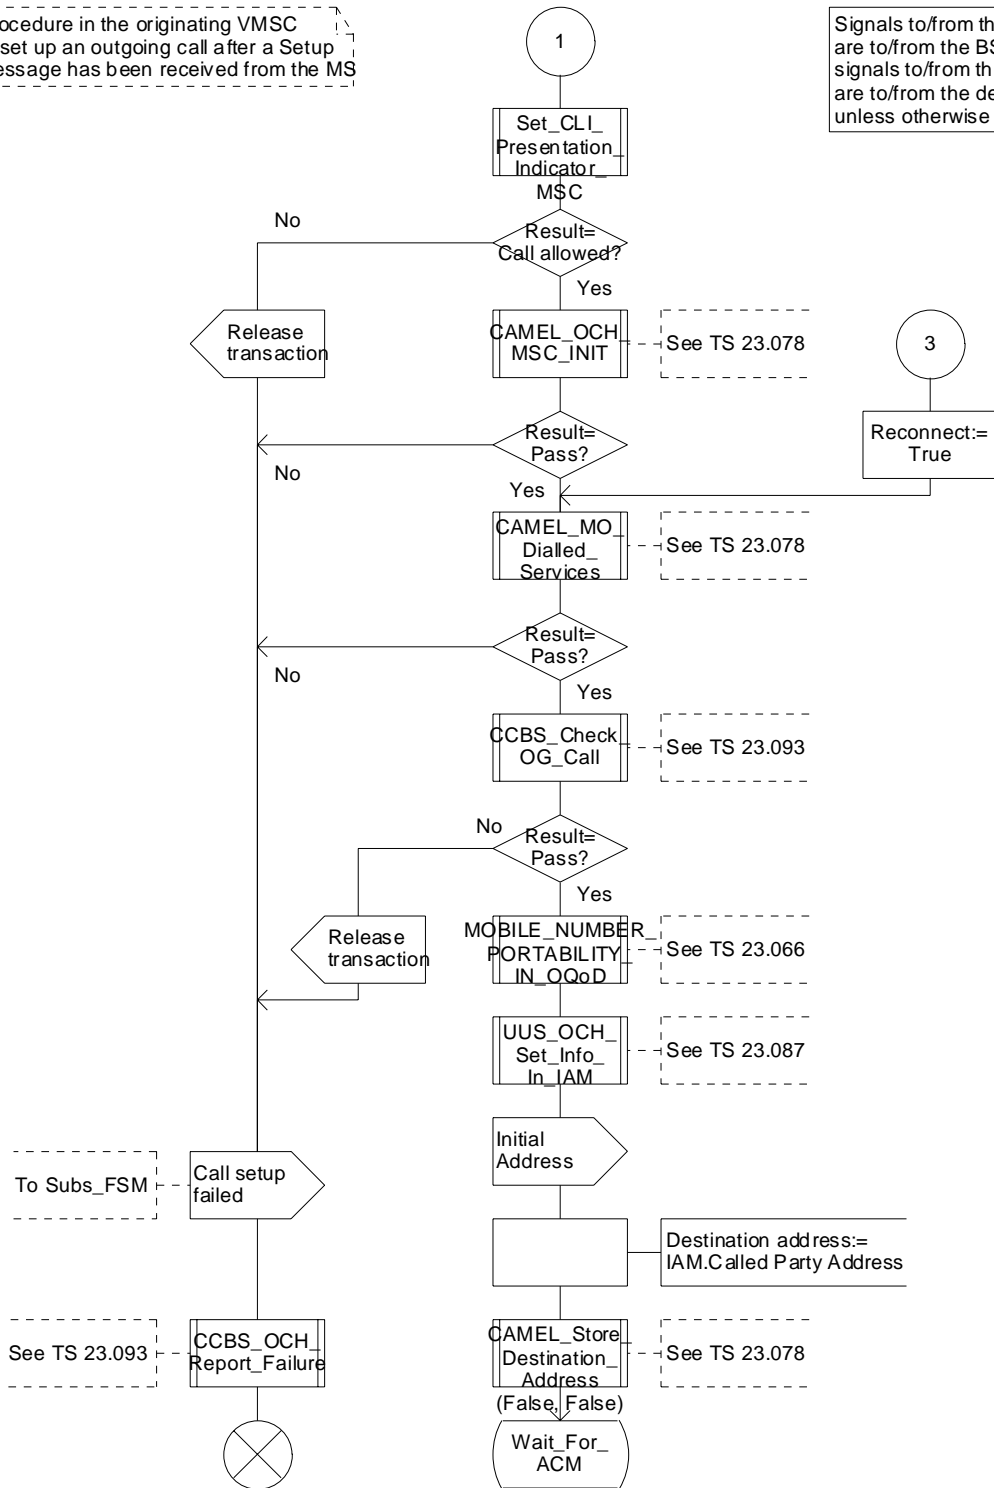 set up an outgoing call after a Setup
in the originating VMSC
message has been received from the MS
1
Signals to/from
are to/from the
signals to/from
are to/from the
unless otherwise
Set_CLI_
Presentation_
Indicator_
MSC
No
Result=
Call allowed?
Yes
Release
transaction
CAMEL_OCH_
MSC_INIT
See TS 23.078
3
Result=
Pass?
Reconnect:=
True
No
Yes
CAMEL_MO_
Dialled_
Services
See TS 23.078
Result=
Pass?
No
Yes
CCBS_Check_
OG_Call
See TS 23.093
No
Result=
Pass?
Yes
Release
transaction
MOBILE_NUMBER_
PORTABILITY_
IN_OQoD
See TS 23.066
UUS_OCH_
Set_Info_
In_IAM
See TS 23.087
Initial
Address
To Subs_FSM
Call setup
failed
Destination address:=
IAM.Called Party Address
See TS 23.093
CCBS_OCH_
Report_Failure
CAMEL_Store_
Destination_
Address
(False, False)
See TS 23.078
Wait_For_
ACM